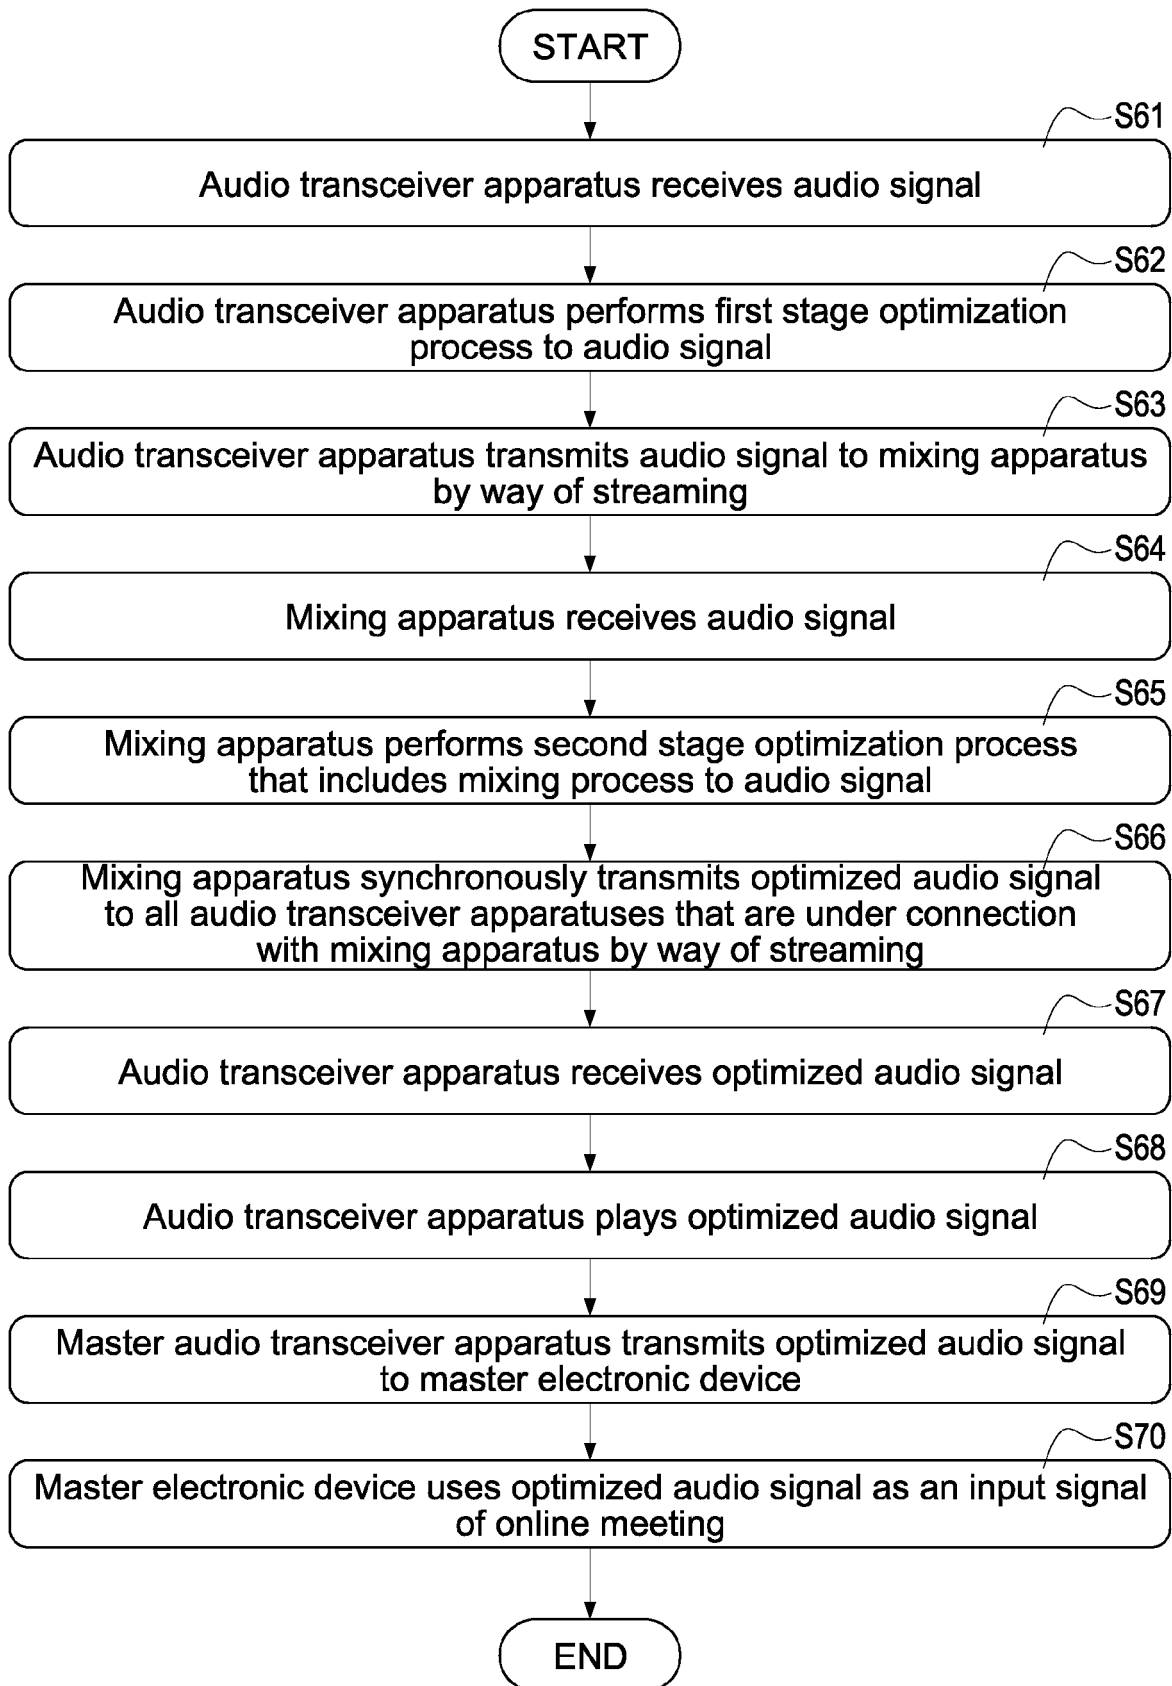 START
S61
Audio transceiver apparatus receives audio signal
S62
Audio transceiver apparatus performs first stage optimization
process to audio signal
S63
Audio transceiver apparatus transmits audio signal to mixing apparatus
by way of streaming
S64
Mixing apparatus receives audio signal
S65
Mixing apparatus performs second stage optimization process
that includes mixing process to audio signal
S66
Mixing apparatus synchronously transmits optimized audio signal
to all audio transceiver apparatuses that are under connection
with mixing apparatus by way of streaming
S67
Audio transceiver apparatus receives optimized audio signal
S68
Audio transceiver apparatus plays optimized audio signal
S69
Master audio transceiver apparatus transmits optimized audio signal
to master electronic device
S70
Master electronic device uses optimized audio signal as an input signal
of online meeting
END